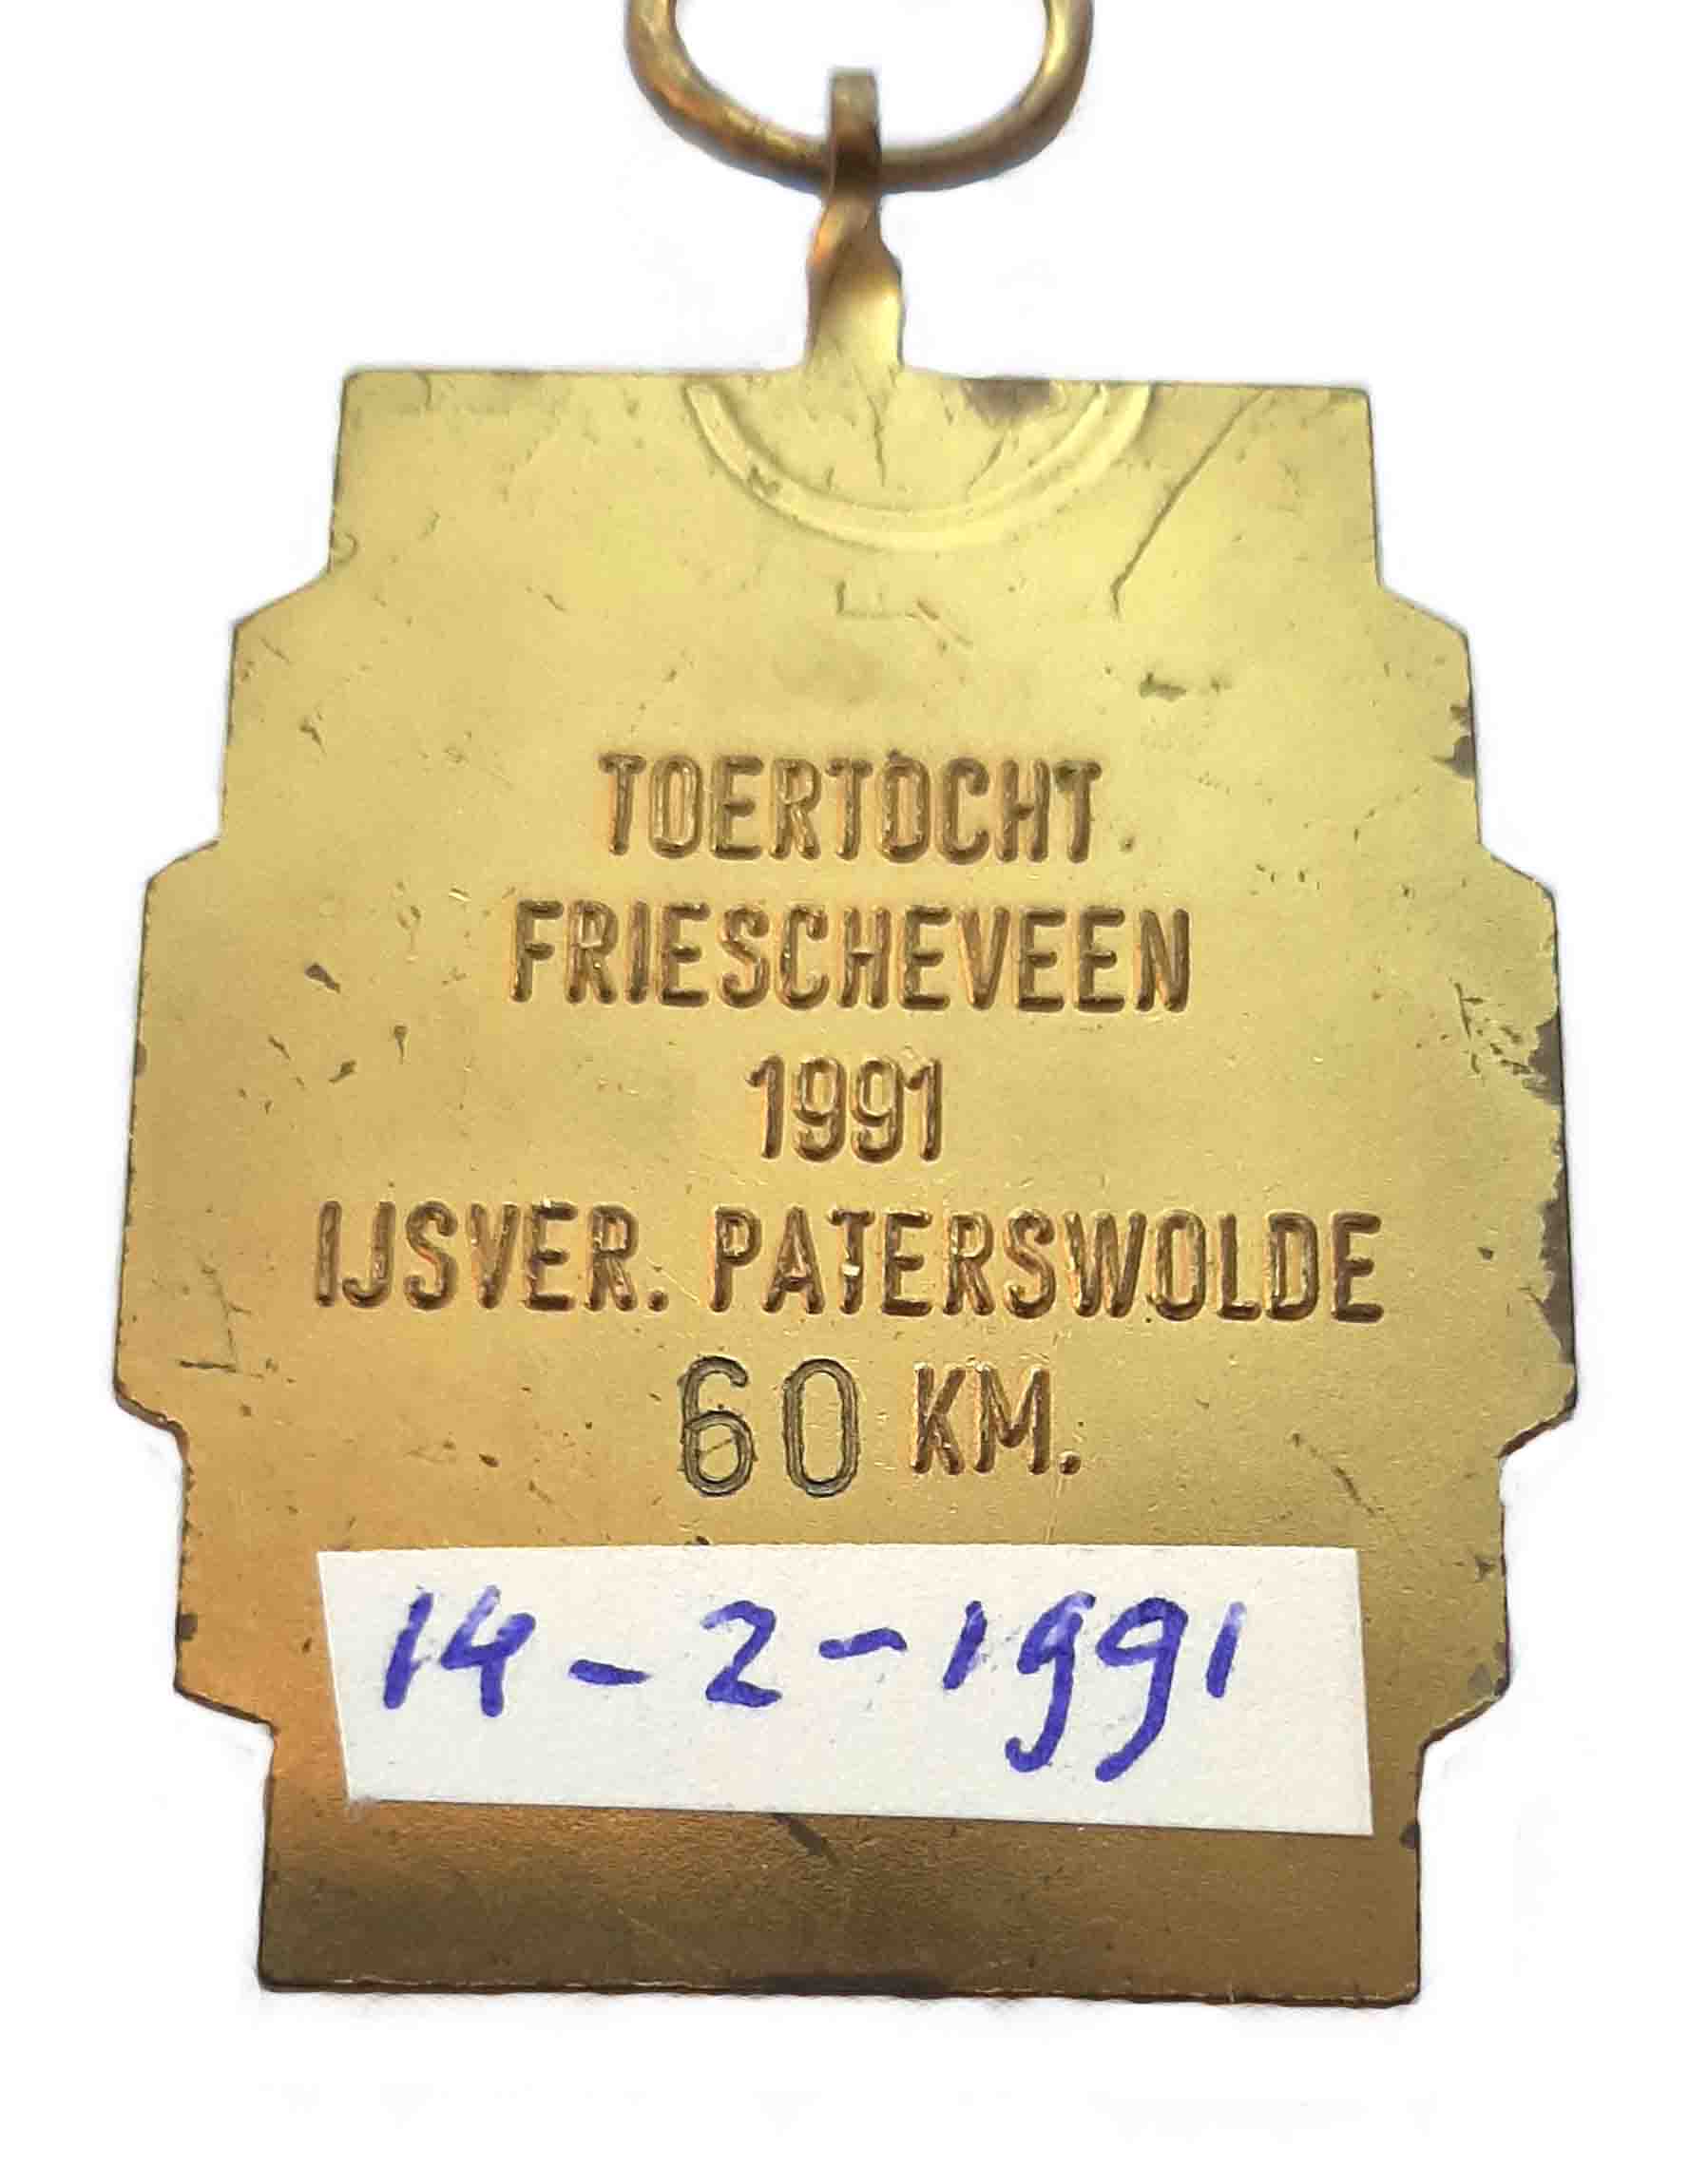 TOERTOCHT
FRIESCHEVEEN
1991
IJSVER. PATERSWOLDE
60 KM.
14-2-1991